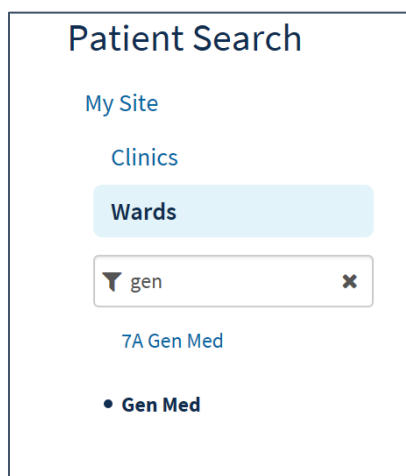 Patient Search
My Site
Clinics
Wards
gen
7A Gen Med
• Gen Med